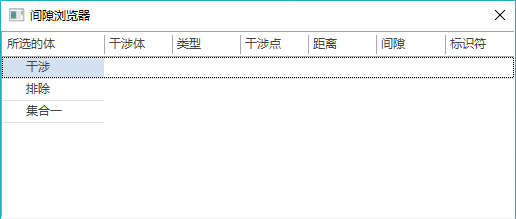 间隙浏览器
所选的体 干涉体 类型 干涉点 距离 间隙 标识符
干涉
排除
集合一